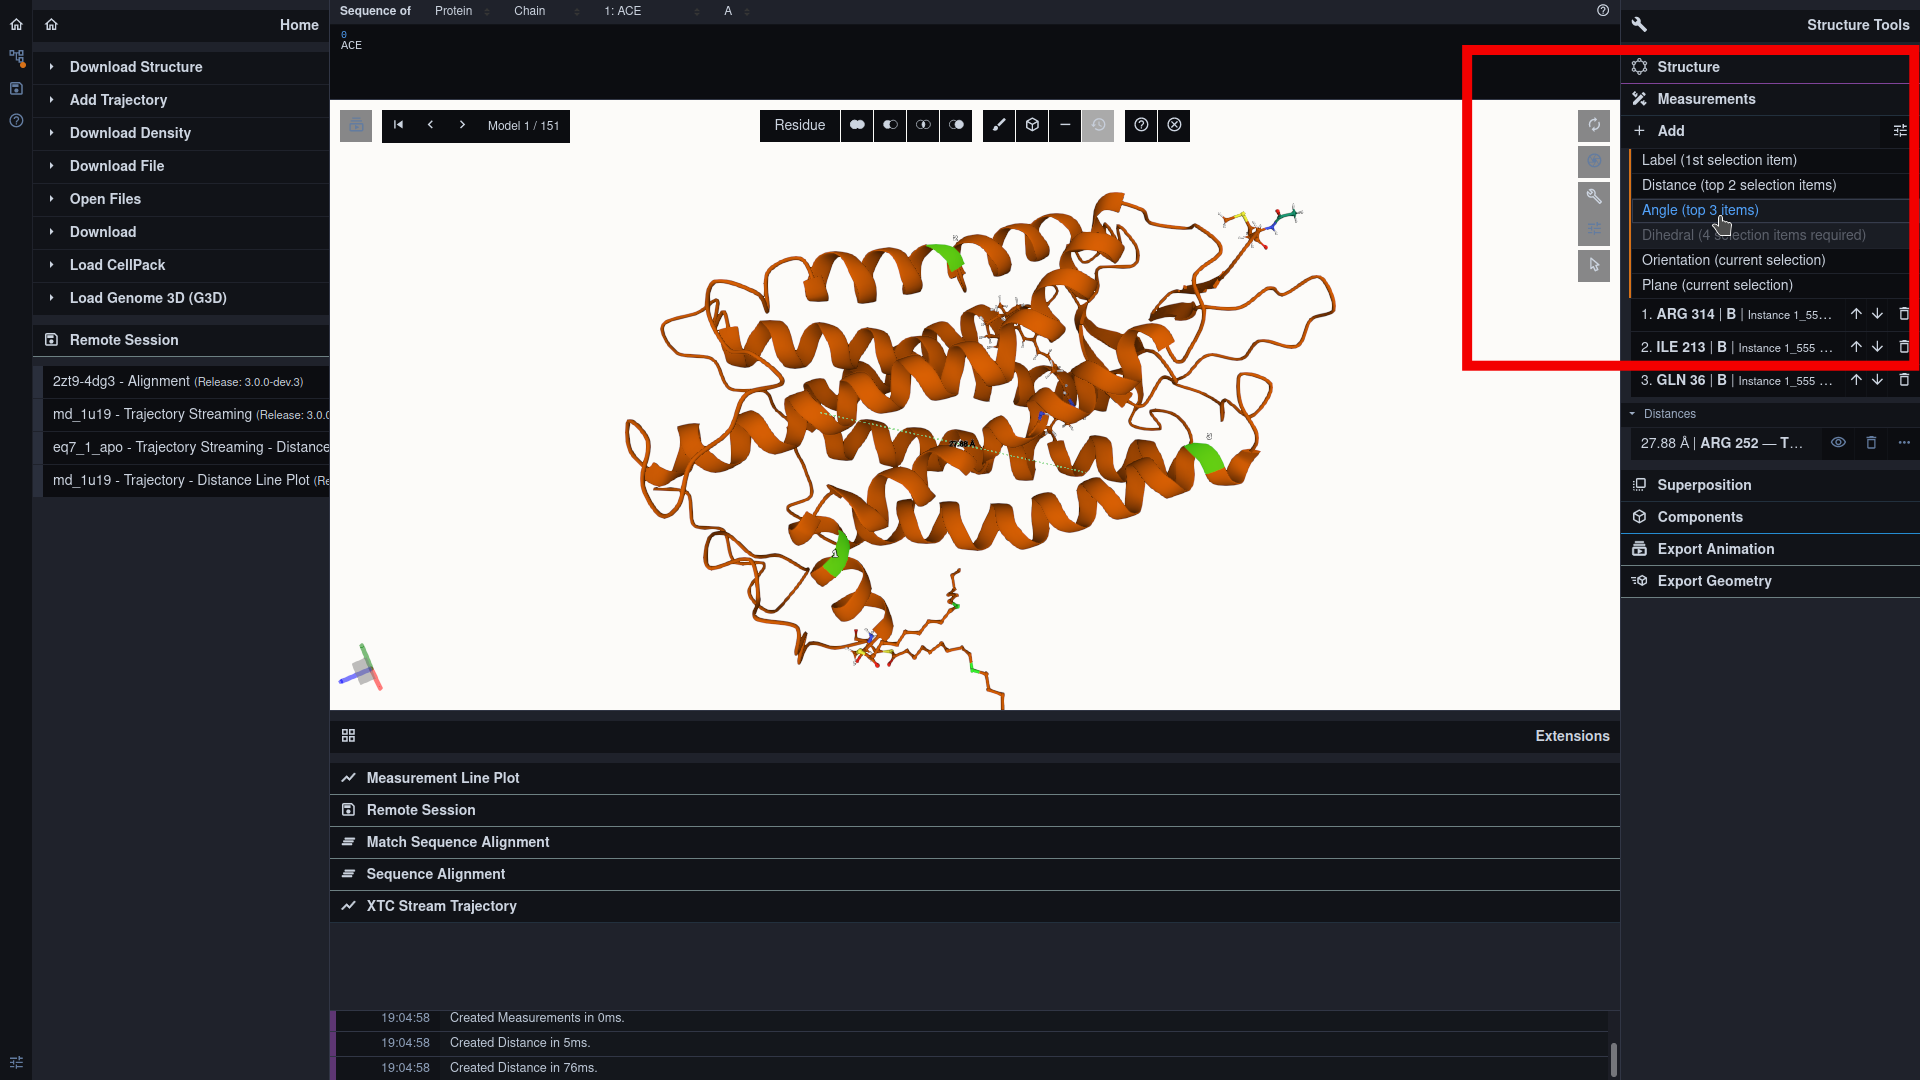 Home
Download Structure
Add Trajectory
Download Density
Download File
Open Files
Download
Load CellPack
Load Genome 3D (G3D)
Remote Session
2zt9-4dg3 - Alignment (Release: 3.0.0-dev.3)
md_1u19 - Trajectory Streaming (Release: 3.0.0
eq7_1_apo - Trajectory Streaming - Distance
md_1u19 - Trajectory - Distance Line Plot (Re
Sequence of Protein Chain 1: ACE A
0
ACE
Model 1 / 151
Residue
27.88 Å
Extensions
Measurement Line Plot
Remote Session
Match Sequence Alignment
Sequence Alignment
XTC Stream Trajectory
19:04:58 Created Measurements in 0ms.
19:04:58 Created Distance in 5ms.
19:04:58 Created Distance in 76ms.
Structure Tools
Structure
Measurements
Add
Label (1st selection item)
Distance (top 2 selection items)
Angle (top 3 items)
Dihedral (4 selection items required)
Orientation (current selection)
Plane (current selection)
1. ARG 314 | B | Instance 1_55...
2. ILE 213 | B | Instance 1_555 ...
3. GLN 36 | B | Instance 1_555 ...
Distances
27.88 Å | ARG 252 — T...
Superposition
Components
Export Animation
Export Geometry